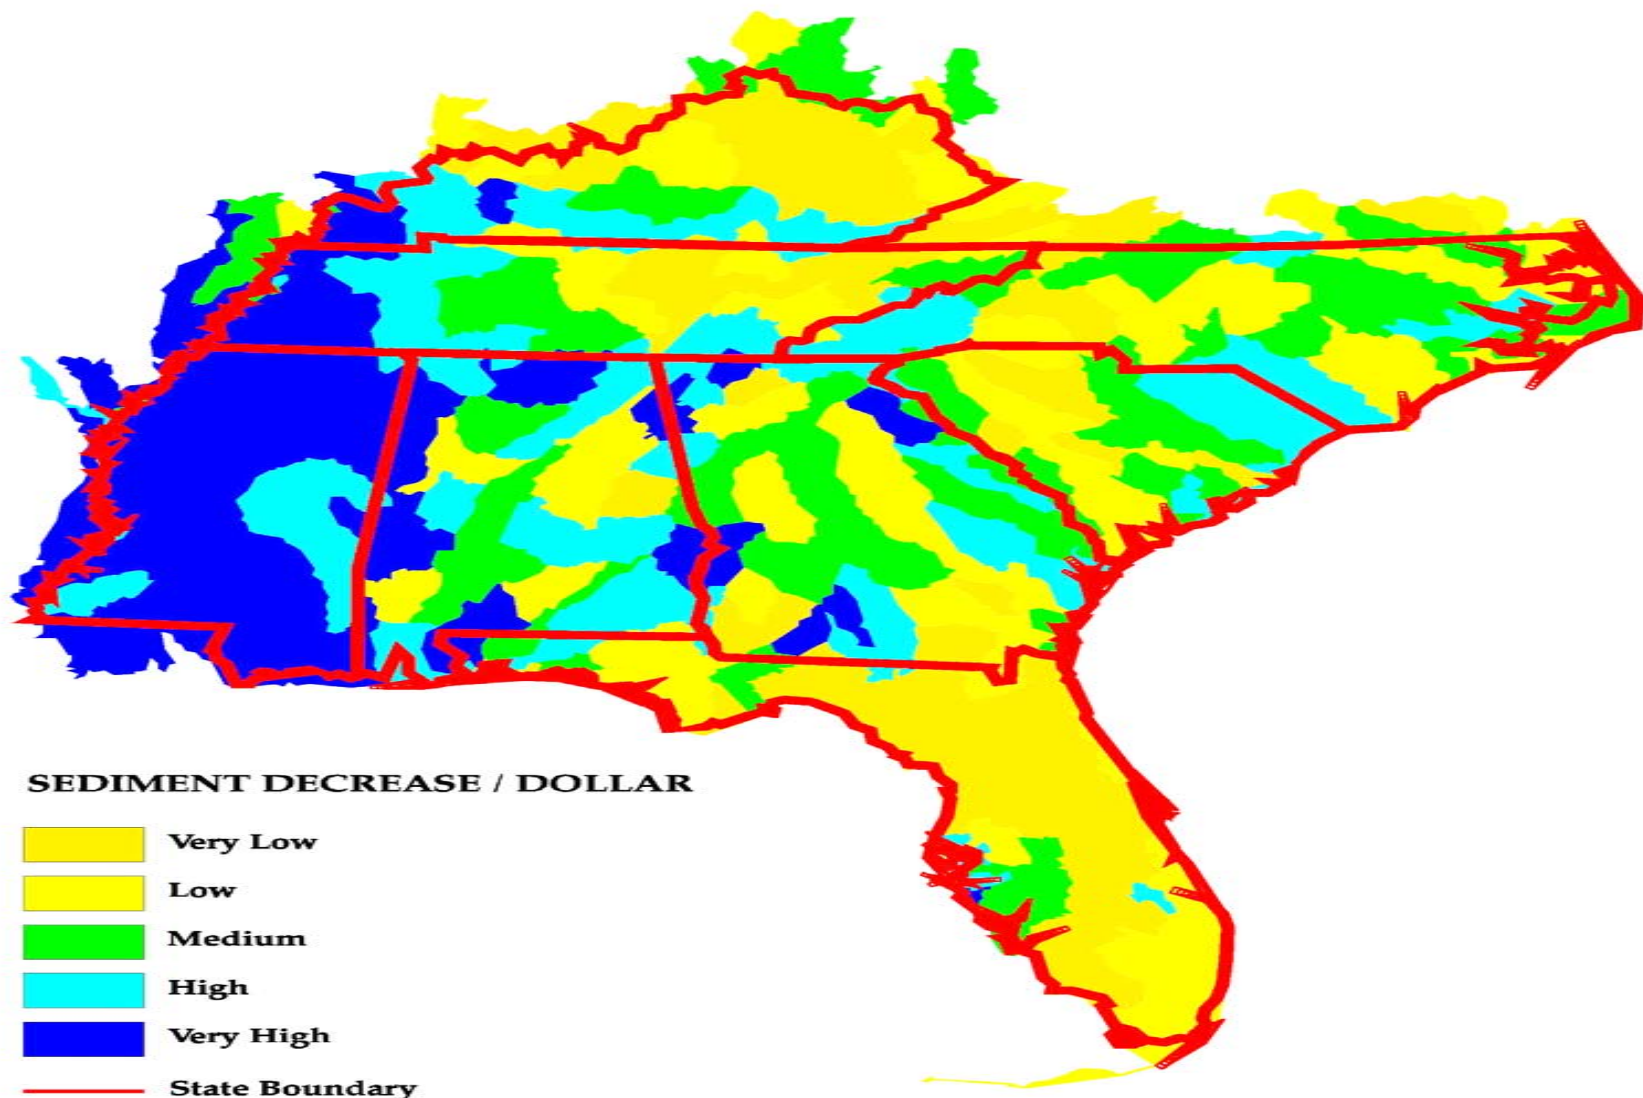 SEDIMENT DECREASE / DOLLAR
Very Low
Low
Medium
High
Very High
State Boundary